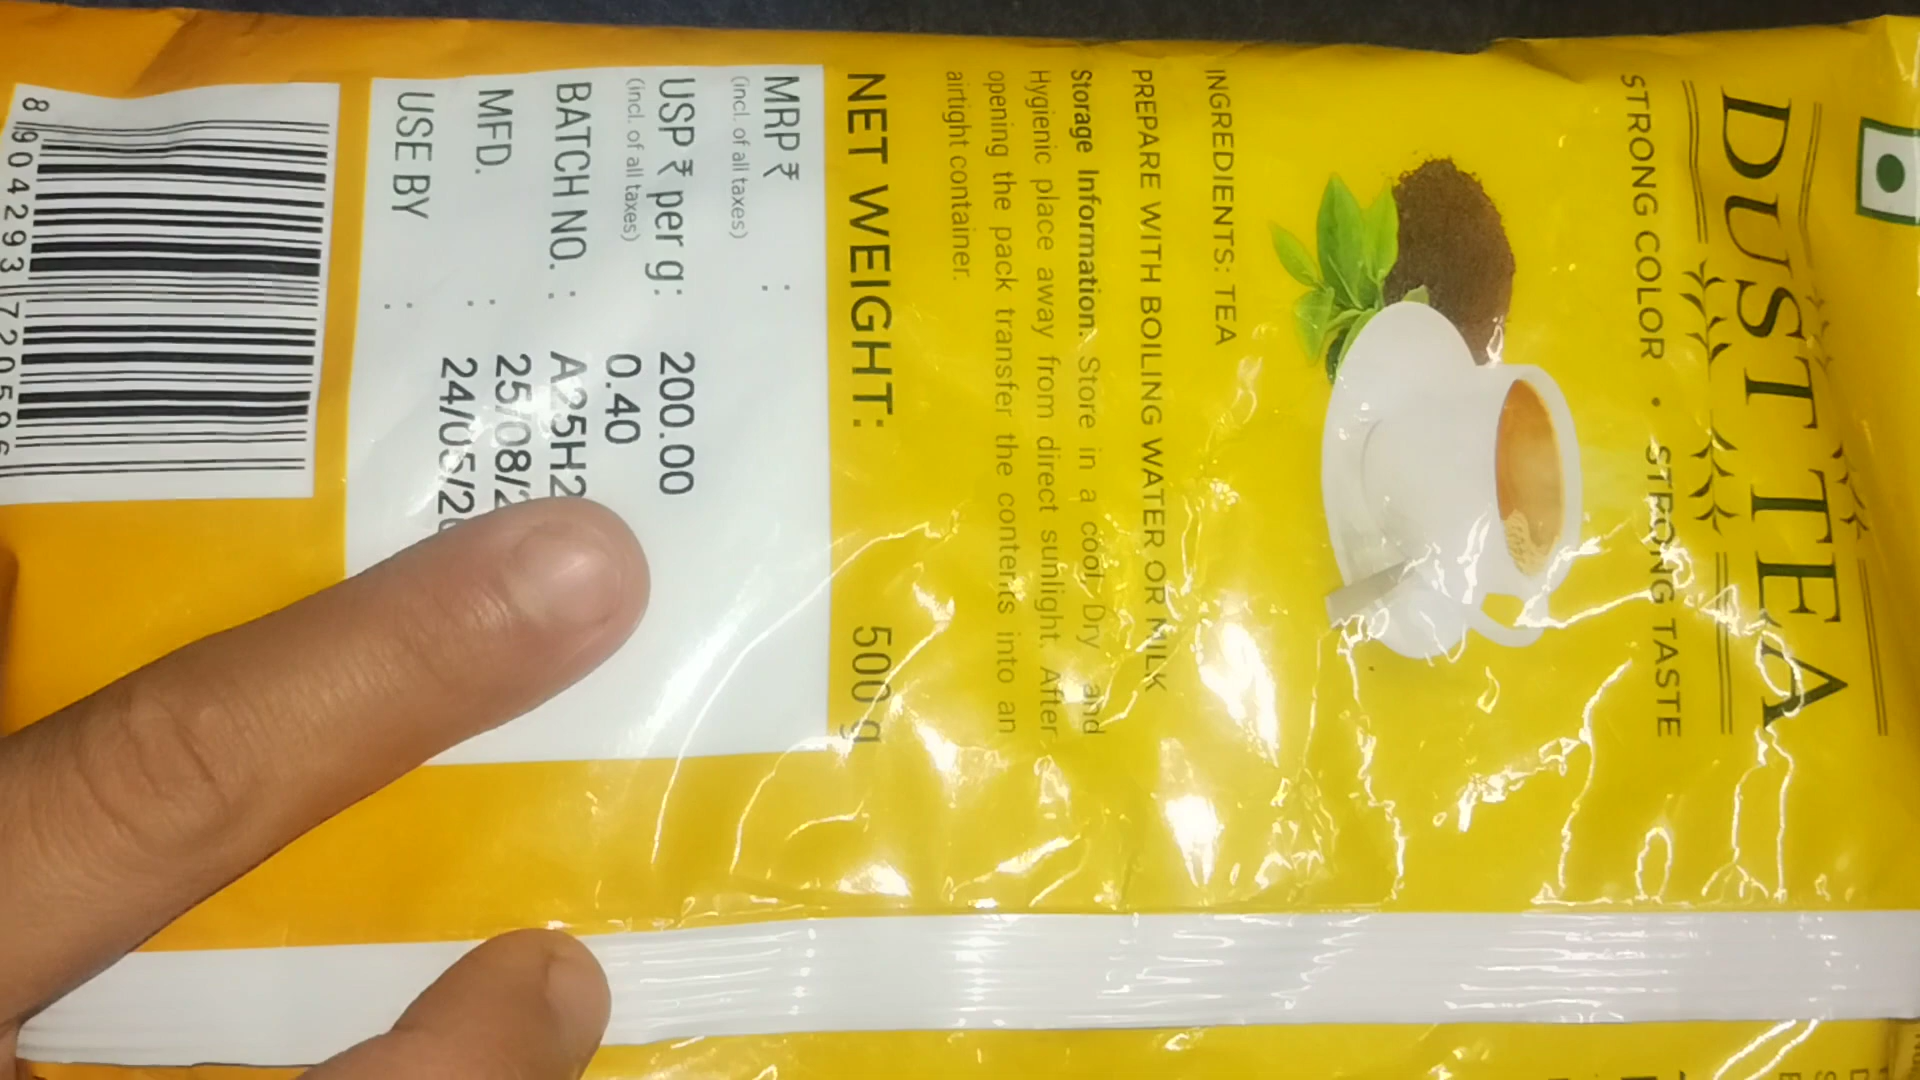 DUST TEA
STRONG COLOR • STRONG TASTE
INGREDIENTS: TEA
PREPARE WITH BOILING WATER OR MILK
Storage Information: Store in a cool, Dry and
Hygienic place away from direct sunlight. After
opening the pack transfer the contents into an
airtight container.
NET WEIGHT: 500 g
MRP ₹ :
(incl. of all taxes)
200.00
USP ₹ per g:
(incl. of all taxes)
0.40
BATCH NO. : A25H2
MFD. : 25/08/
USE BY : 24/05/2
8 904293 720596